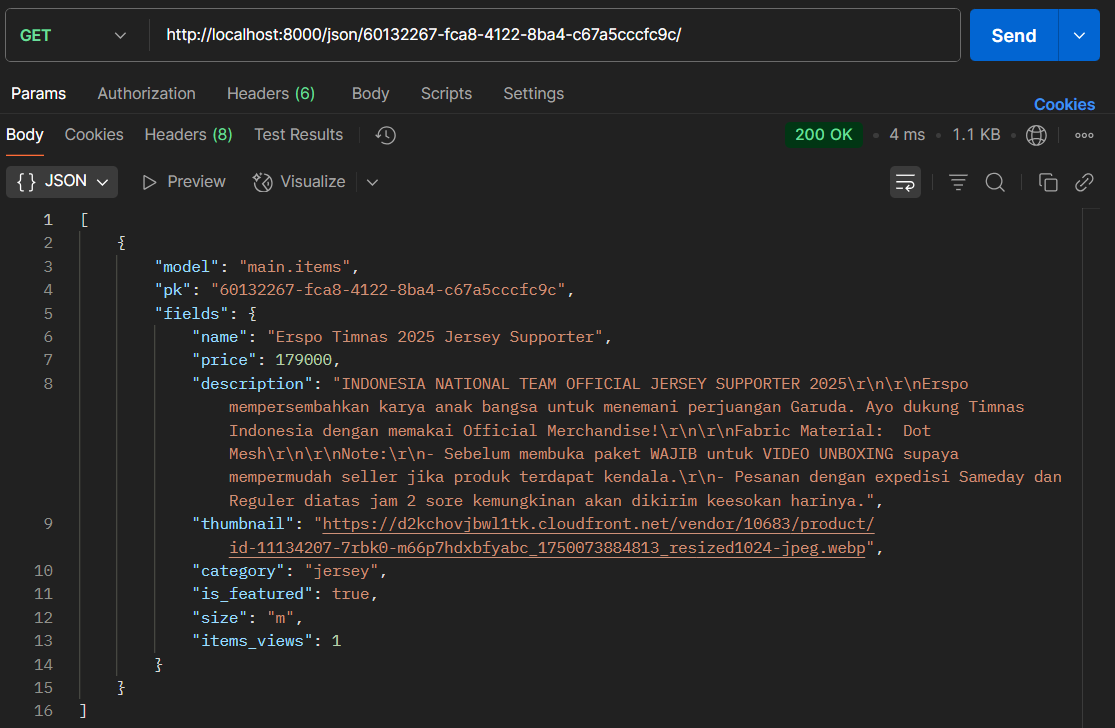 GET http://localhost:8000/json/60132267-fca8-4122-8ba4-c67a5cccfc9c/ Send
Params Authorization Headers (6) Body Scripts Settings
Cookies
Body Cookies Headers (8) Test Results 200 OK 4 ms 1.1 KB
{} JSON Preview Visualize
1 [
2 {
3 "model": "main.items",
4 "pk": "60132267-fca8-4122-8ba4-c67a5cccfc9c",
5 "fields": {
6 "name": "Erspo Timnas 2025 Jersey Supporter",
7 "price": 179000,
8 "description": "INDONESIA NATIONAL TEAM OFFICIAL JERSEY SUPPORTER 2025\r\n\r\nErspo
mempersembahkan karya anak bangsa untuk menemani perjuangan Garuda. Ayo dukung Timnas
Indonesia dengan memakai Official Merchandise!\r\n\r\nFabric Material:  Dot
Mesh\r\n\r\nNote:\r\n- Sebelum membuka paket WAJIB untuk VIDEO UNBOXING supaya
mempermudah seller jika produk terdapat kendala.\r\n- Pesanan dengan expedisi Sameday dan
Reguler diatas jam 2 sore kemungkinan akan dikirim keesokan harinya.",
9 "thumbnail": "https://d2kchovjbwl1tk.cloudfront.net/vendor/10683/product/
id-11134207-7rbk0-m66p7hdxbfyabc_1750073884813_resized1024-jpeg.webp",
10 "category": "jersey",
11 "is_featured": true,
12 "size": "m",
13 "items_views": 1
14 }
15 }
16 ]